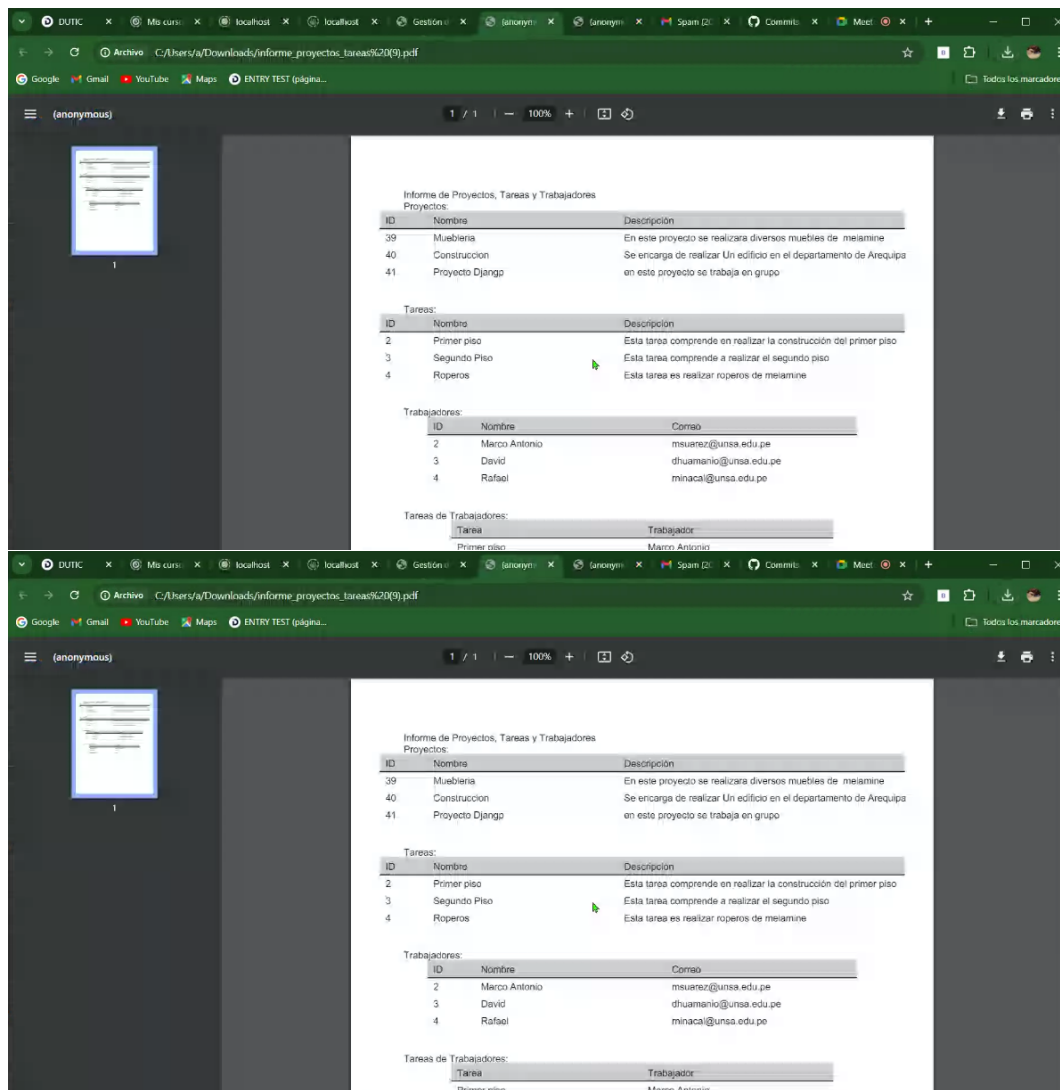 DUTIC Mis curs localhost localhost Gestión (anonym (anonym Spam (2 Commits Meet
Archivo C:/Users/a/Downloads/informe_proyectos_tareas%20(9).pdf
Google Gmail YouTube Maps ENTRY TEST (página... Todos los marcadore
(anonymous) 1 / 1 100%
1
Informe de Proyectos, Tareas y Trabajadores
Proyectos:
ID Nombre Descripción
39 Muebleria En este proyecto se realizara diversos muebles de melamine
40 Construccion Se encarga de realizar Un edificio en el departamento de Arequipa
41 Proyecto Djangp en este proyecto se trabaja en grupo
Tareas:
ID Nombre Descripción
2 Primer piso Esta tarea comprende en realizar la construcción del primer piso
3 Segundo Piso Esta tarea comprende a realizar el segundo piso
4 Roperos Esta tarea es realizar roperos de melamine
Trabajadores:
ID Nombre Correo
2 Marco Antonio msuarez@unsa.edu.pe
3 David dhuamanio@unsa.edu.pe
4 Rafael minacal@unsa.edu.pe
Tareas de Trabajadores:
Tarea Trabajador
Primer piso Marco Antonio
DUTIC Mis curs localhost localhost Gestión (anonym (anonym Spam (2 Commits Meet
Archivo C:/Users/a/Downloads/informe_proyectos_tareas%20(9).pdf
Google Gmail YouTube Maps ENTRY TEST (página... Todos los marcadore
(anonymous) 1 / 1 100%
1
Informe de Proyectos, Tareas y Trabajadores
Proyectos:
ID Nombre Descripción
39 Muebleria En este proyecto se realizara diversos muebles de melamine
40 Construccion Se encarga de realizar Un edificio en el departamento de Arequipa
41 Proyecto Djangp en este proyecto se trabaja en grupo
Tareas:
ID Nombre Descripción
2 Primer piso Esta tarea comprende en realizar la construcción del primer piso
3 Segundo Piso Esta tarea comprende a realizar el segundo piso
4 Roperos Esta tarea es realizar roperos de melamine
Trabajadores:
ID Nombre Correo
2 Marco Antonio msuarez@unsa.edu.pe
3 David dhuamanio@unsa.edu.pe
4 Rafael minacal@unsa.edu.pe
Tareas de Trabajadores:
Tarea Trabajador
Primer piso Marco Antonio